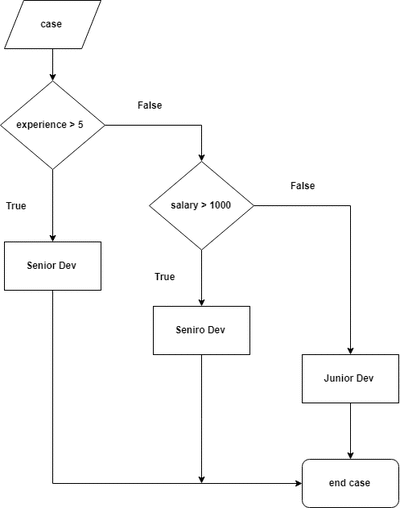 case
False
experience > 5
False
True
salary > 1000
Senior Dev
True
Seniro Dev
Junior Dev
end case